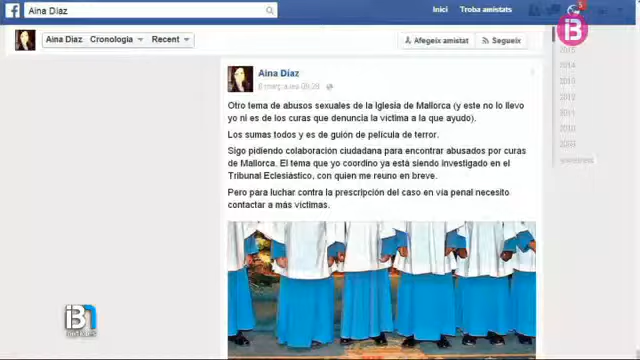 Aina Díaz
Inici
Troba amistats
5
Aina Díaz
Cronologia
Recent
Afegeix amistat
Segueix
2015
2014
2013
2012
2011
2010
2009
Aina Díaz
Otro tema de abusos sexuales de la Iglesia de Mallorca (y este no lo llevo
yo ni es de los curas que denuncia la víctima a la que ayudo).
Los sumas todos y es de guión de película de terror.
Sigo pidiendo colaboración ciudadana para encontrar abusados por curas
de Mallorca. El tema que yo coordino ya está siendo investigado en el
Tribunal Eclesiástico, con quien me reuno en breve.
Pero para luchar contra la prescripción del caso en vía penal necesito
contactar a más víctimas.